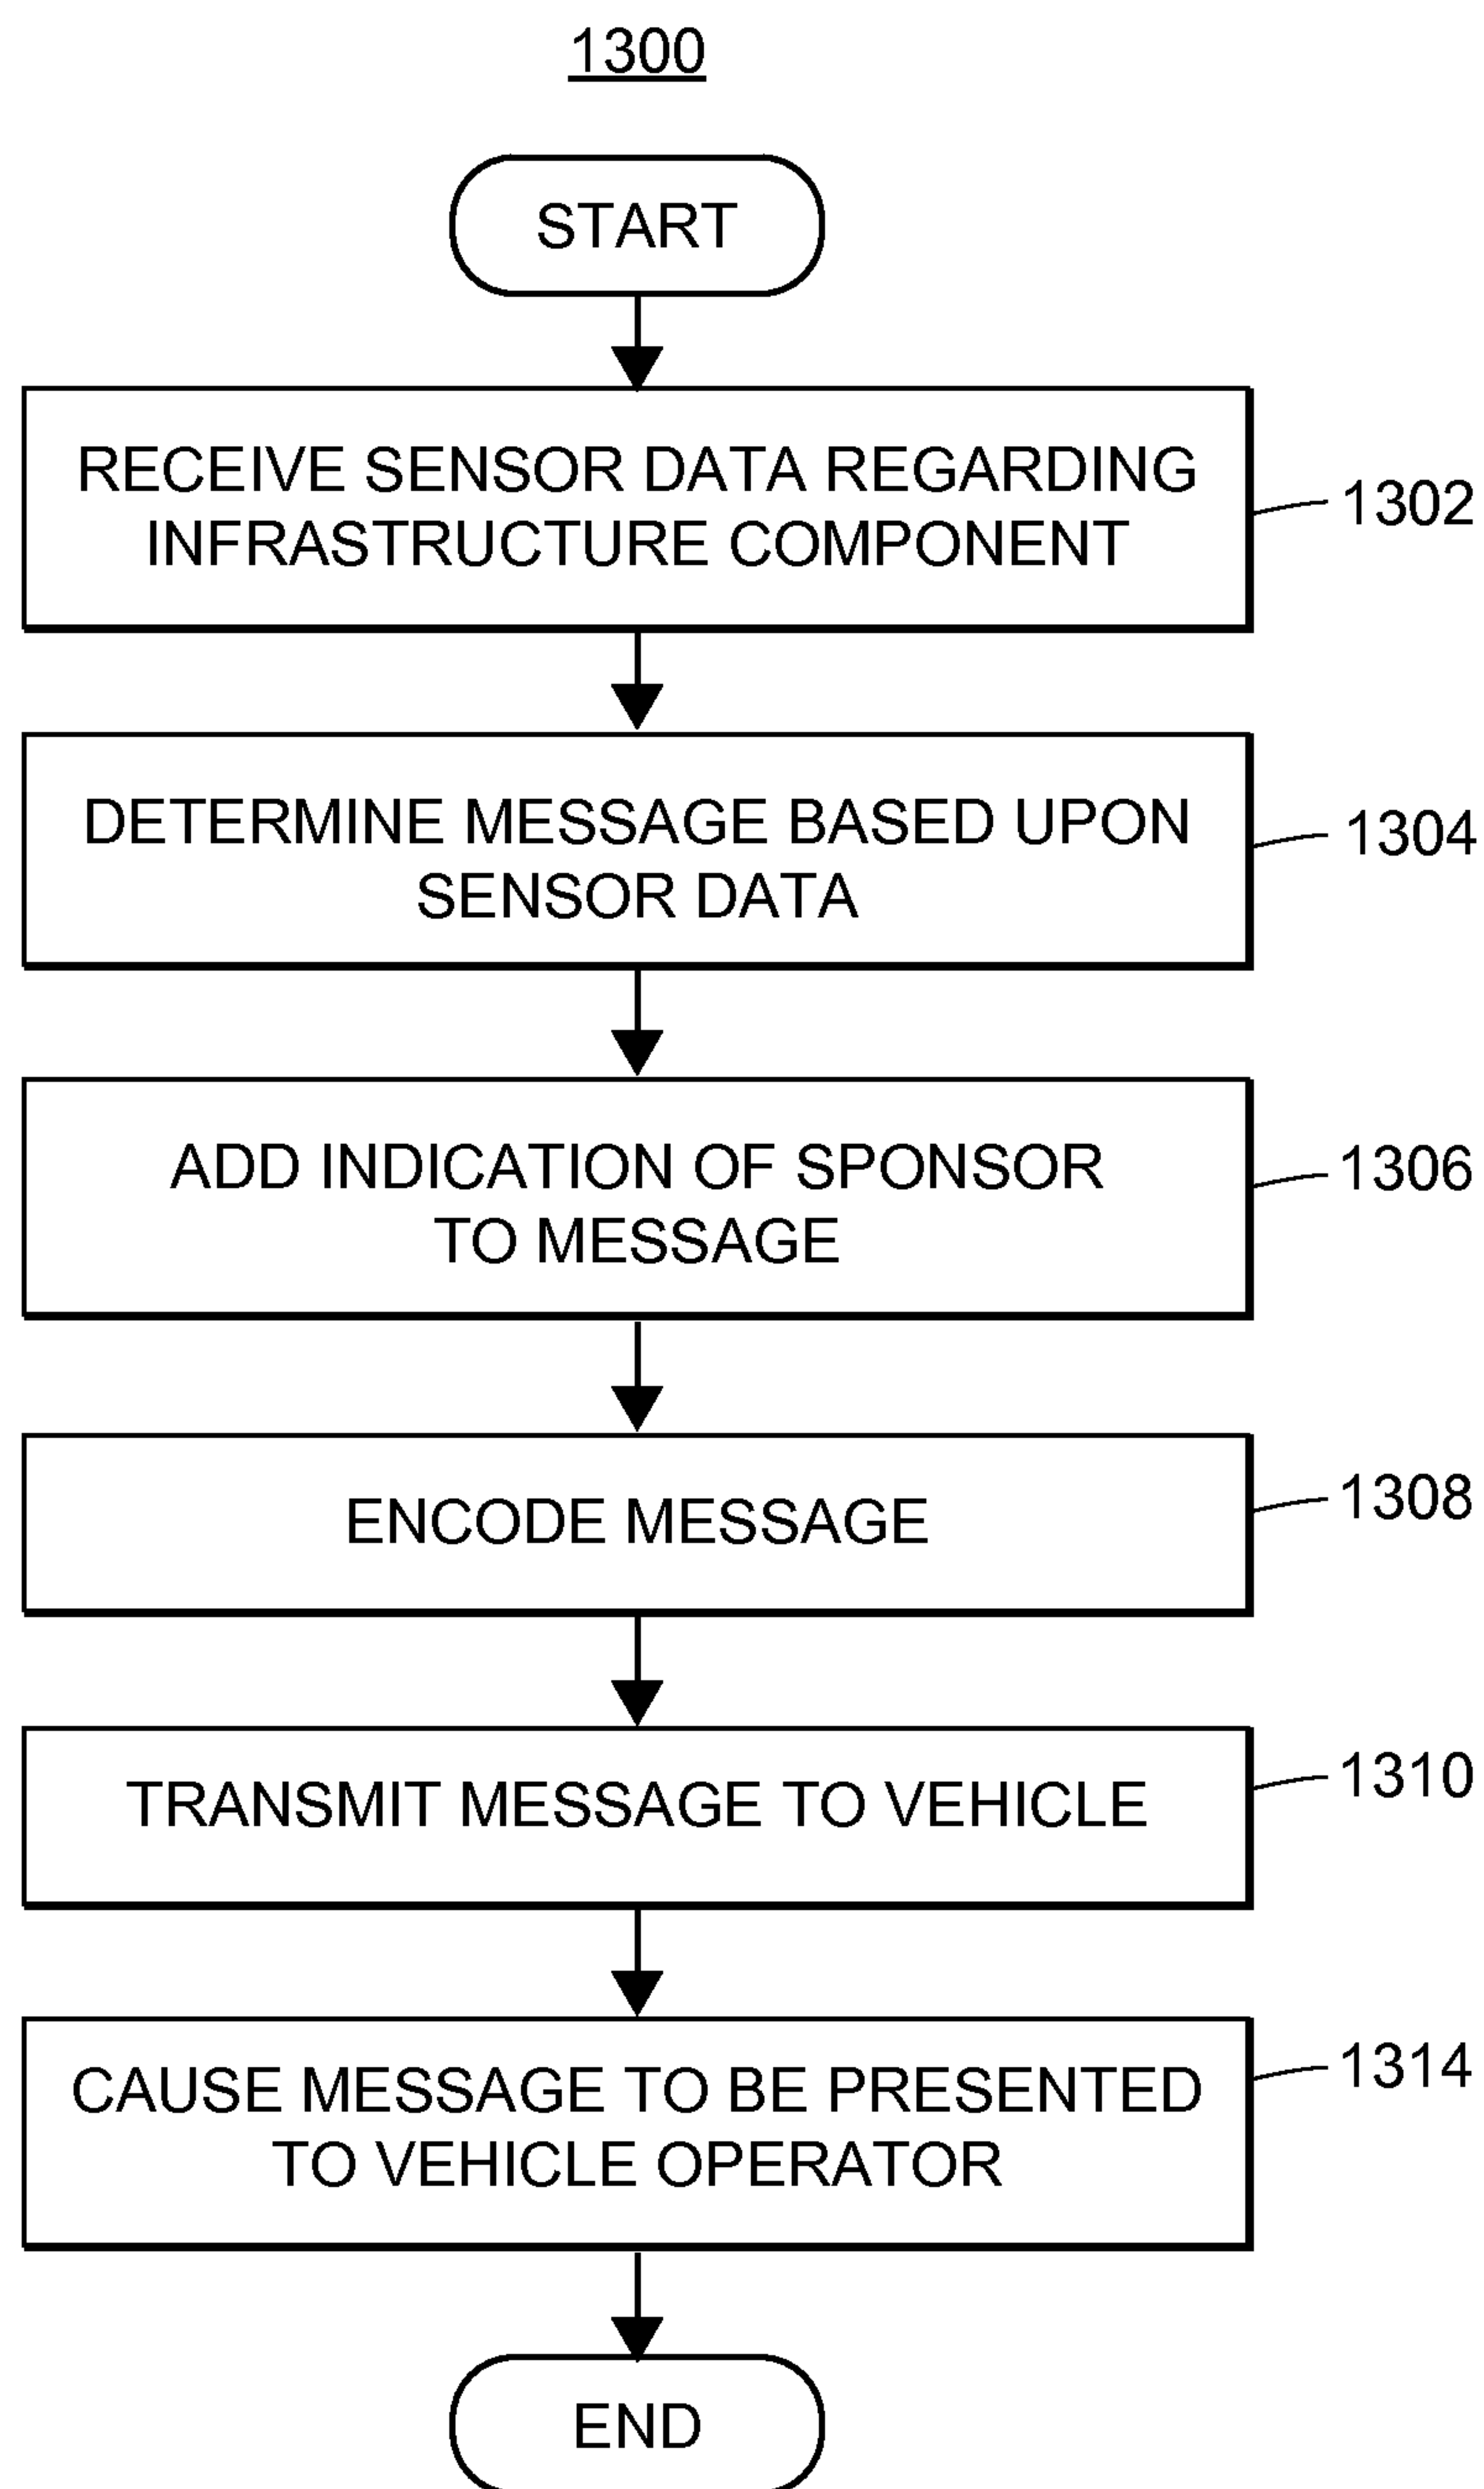 1300
START
RECEIVE SENSOR DATA REGARDING
INFRASTRUCTURE COMPONENT
1302
DETERMINE MESSAGE BASED UPON
SENSOR DATA
1304
ADD INDICATION OF SPONSOR
TO MESSAGE
1306
ENCODE MESSAGE
1308
TRANSMIT MESSAGE TO VEHICLE
1310
CAUSE MESSAGE TO BE PRESENTED
TO VEHICLE OPERATOR
1314
END